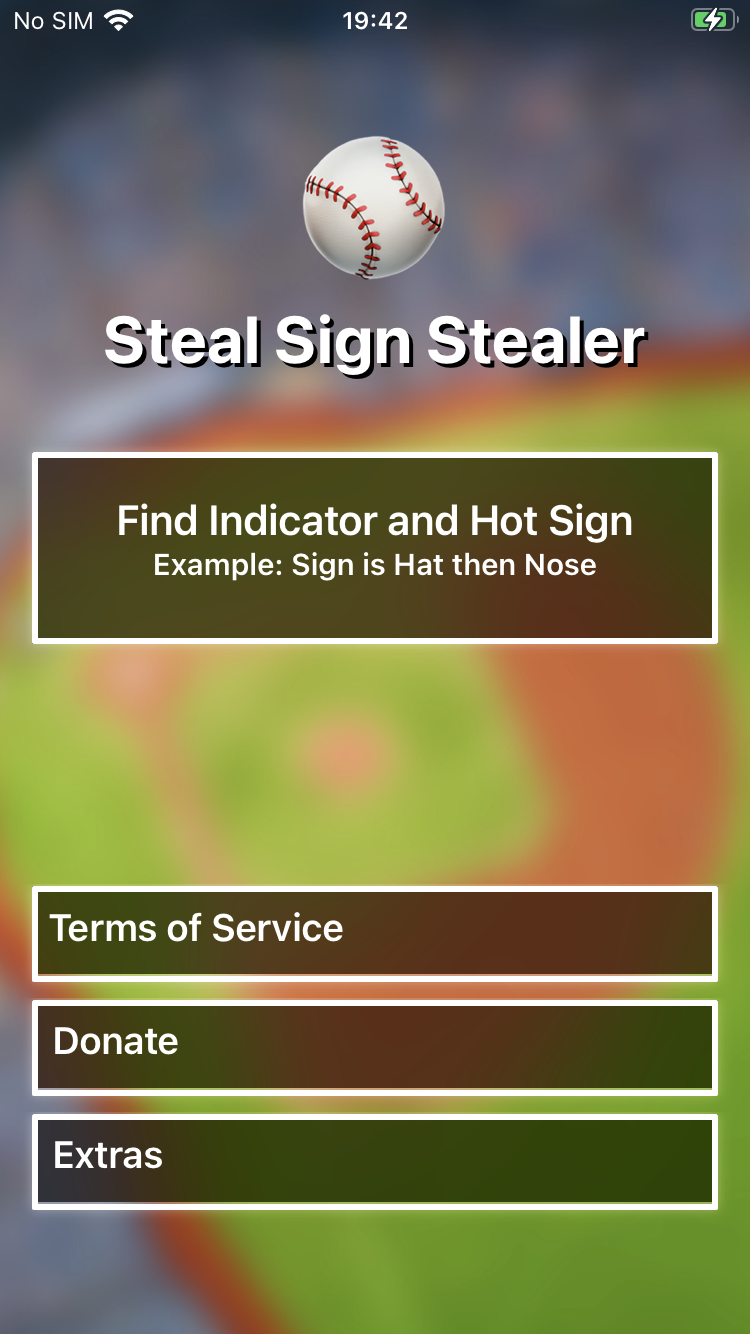 No SIM 19:42
Steal Sign Stealer
Find Indicator and Hot Sign
Example: Sign is Hat then Nose
Terms of Service
Donate
Extras